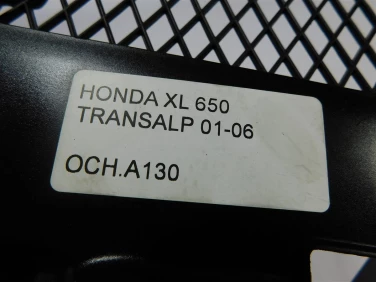 HONDA XL 650
TRANSALP 01-06
OCH.A130